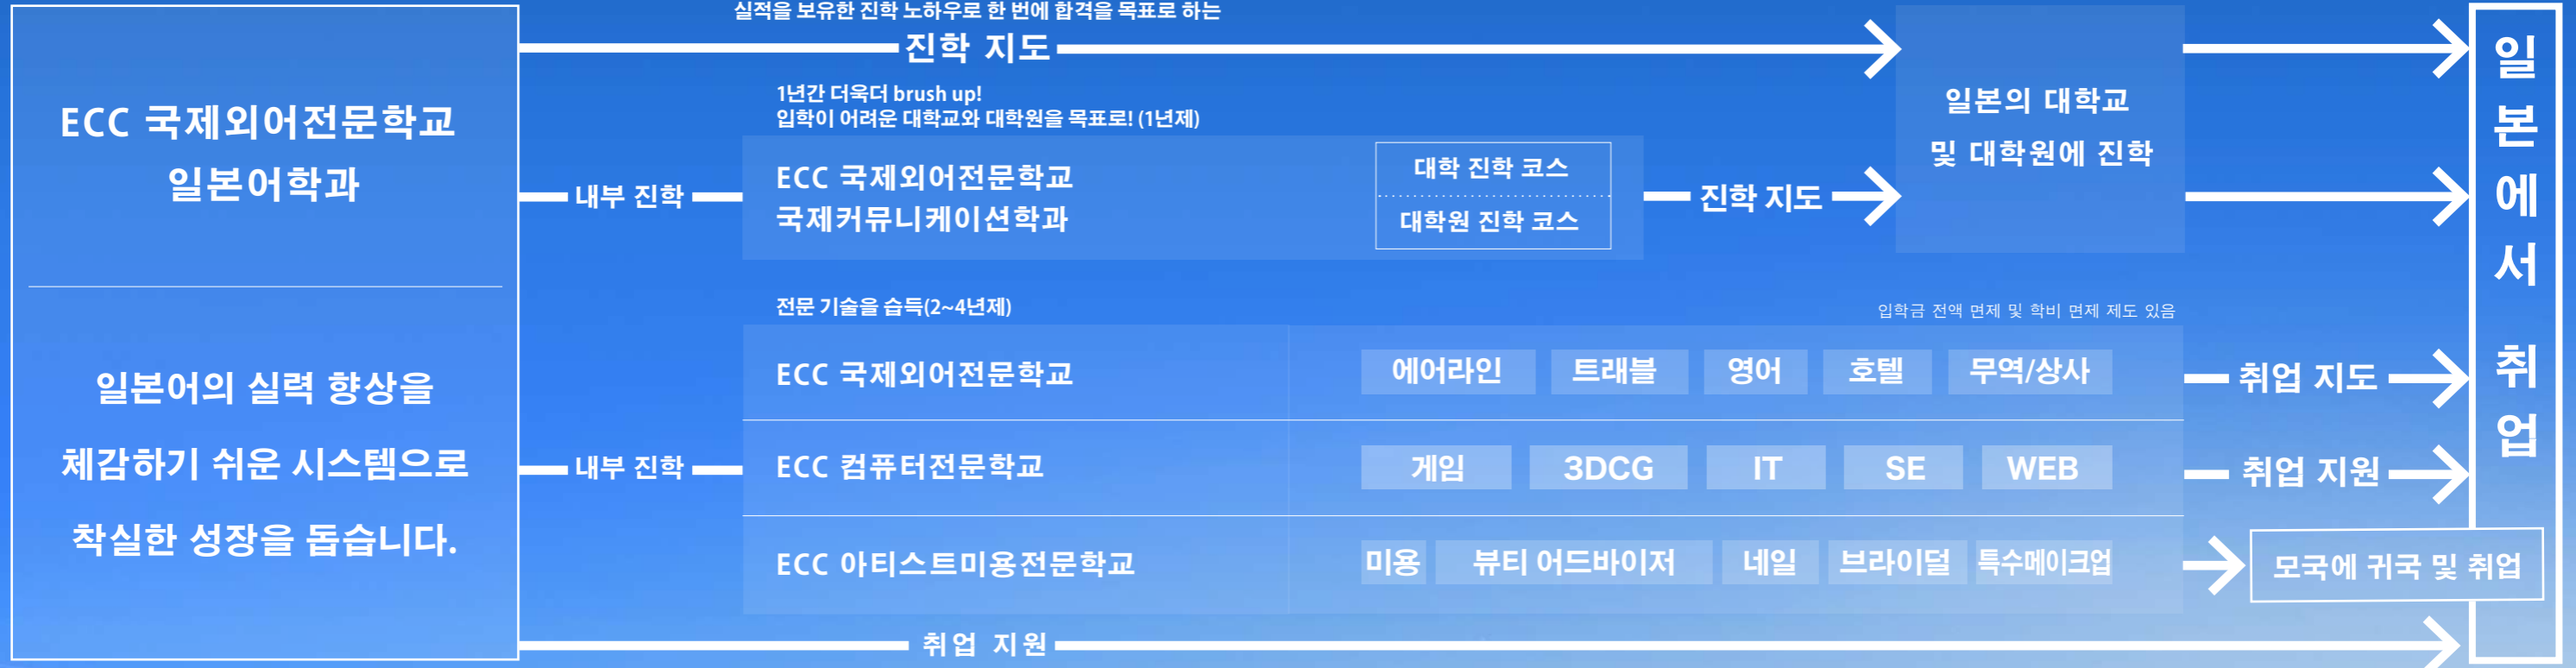 실적을 보유한 진학 노하우로 한 번에 합격을 목표로 하는
진학 지도
ECC 국제외어전문학교
일본어학과
일본어의 실력 향상을
체감하기 쉬운 시스템으로
착실한 성장을 돕습니다.
1년간 더욱더 brush up!
입학이 어려운 대학교와 대학원을 목표로! (1년제)
내부 진학
ECC 국제외어전문학교
국제커뮤니케이션학과
대학 진학 코스
대학원 진학 코스
진학 지도
일본의 대학교
및 대학원에 진학
전문 기술을 습득(2~4년제)
입학금 전액 면제 및 학비 면제 제도 있음
내부 진학
ECC 국제외어전문학교
에어라인 트래블 영어 호텔 무역/상사
취업 지도
ECC 컴퓨터전문학교
게임 3DCG IT SE WEB
취업 지원
ECC 아티스트미용전문학교
미용 뷰티 어드바이저 네일 브라이덜 특수메이크업
모국에 귀국 및 취업
취업 지원
일본에서 취업